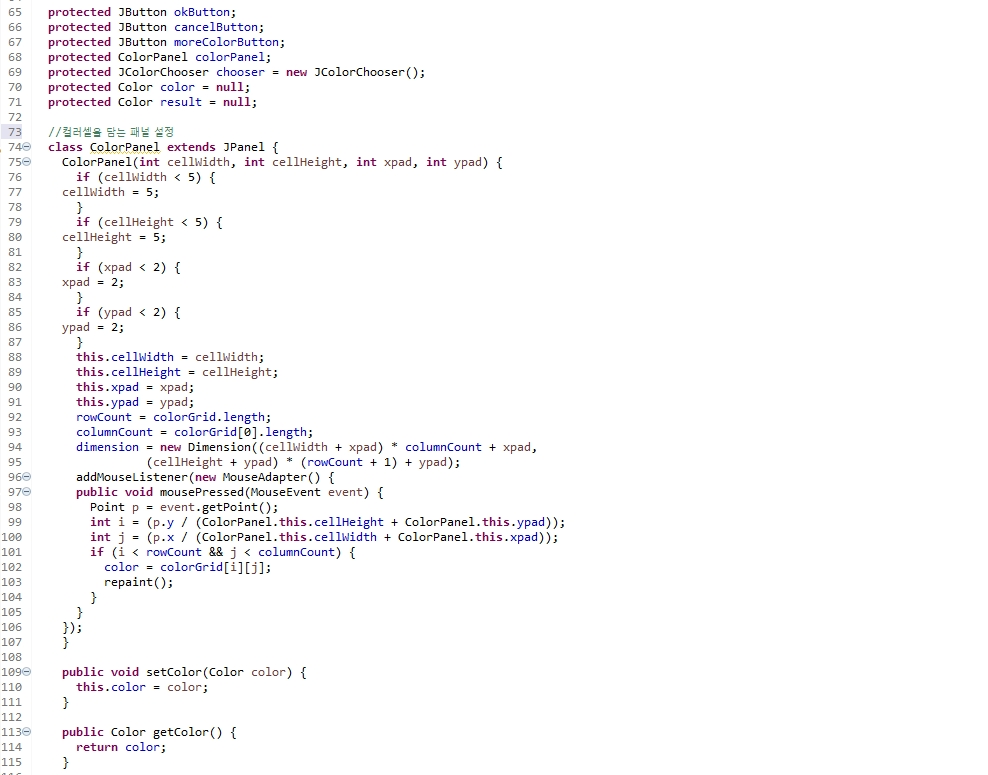 65 protected JButton okButton;
66 protected JButton cancelButton;
67 protected JButton moreColorButton;
68 protected ColorPanel colorPanel;
69 protected JColorChooser chooser = new JColorChooser();
70 protected Color color = null;
71 protected Color result = null;
72
73 //컬러셀을 담는 패널 설정
74 class ColorPanel extends JPanel {
75 ColorPanel(int cellWidth, int cellHeight, int xpad, int ypad) {
76 if (cellWidth < 5) {
77 cellWidth = 5;
78 }
79 if (cellHeight < 5) {
80 cellHeight = 5;
81 }
82 if (xpad < 2) {
83 xpad = 2;
84 }
85 if (ypad < 2) {
86 ypad = 2;
87 }
88 this.cellWidth = cellWidth;
89 this.cellHeight = cellHeight;
90 this.xpad = xpad;
91 this.ypad = ypad;
92 rowCount = colorGrid.length;
93 columnCount = colorGrid[0].length;
94 dimension = new Dimension((cellWidth + xpad) * columnCount + xpad,
95 (cellHeight + ypad) * (rowCount + 1) + ypad);
96 addMouseListener(new MouseAdapter() {
97 public void mousePressed(MouseEvent event) {
98 Point p = event.getPoint();
99 int i = (p.y / (ColorPanel.this.cellHeight + ColorPanel.this.ypad));
100 int j = (p.x / (ColorPanel.this.cellWidth + ColorPanel.this.xpad));
101 if (i < rowCount && j < columnCount) {
102 color = colorGrid[i][j];
103 repaint();
104 }
105 }
106 });
107 }
108
109 public void setColor(Color color) {
110 this.color = color;
111 }
112
113 public Color getColor() {
114 return color;
115 }